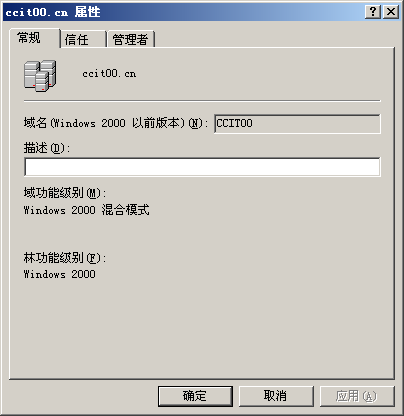 ccit00.cn 属性
常规 信任 管理者
ccit00.cn
域名(Windows 2000 以前版本)(N): CCIT00
描述(D):
域功能级别(M):
Windows 2000 混合模式
林功能级别(F):
Windows 2000
确定 取消 应用(A)